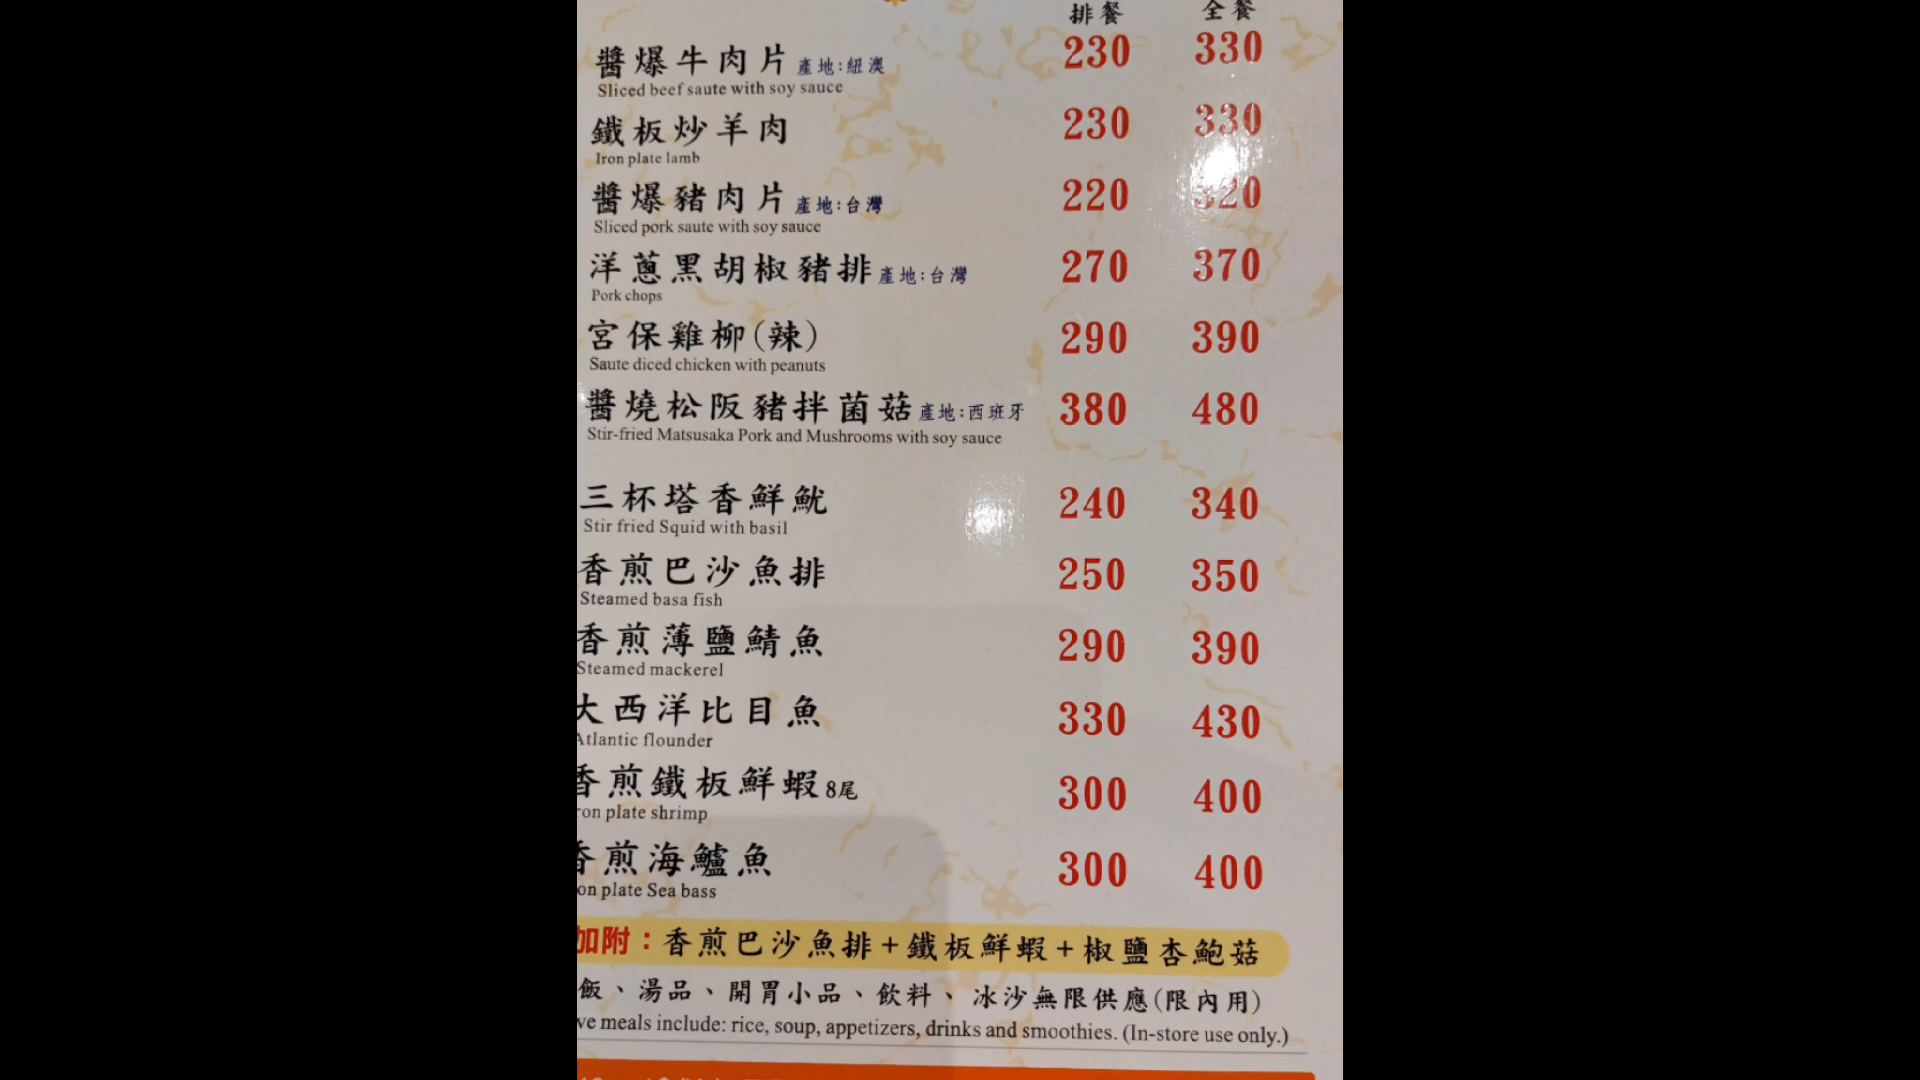 排餐 全餐
醬爆牛肉片 產地:紐澳 230 330
Sliced beef saute with soy sauce
鐵板炒羊肉 230 330
Iron plate lamb
醬爆豬肉片 產地:台灣 220 320
Sliced pork saute with soy sauce
洋蔥黑胡椒豬排 產地:台灣 270 370
Pork chops
宮保雞柳(辣) 290 390
Saute diced chicken with peanuts
醬燒松阪豬拌菌菇 產地:西班牙 380 480
Stir-fried Matsusaka Pork and Mushrooms with soy sauce
三杯塔香鮮魷 240 340
Stir fried Squid with basil
香煎巴沙魚排 250 350
Steamed basa fish
香煎薄鹽鯖魚 290 390
Steamed mackerel
大西洋比目魚 330 430
Atlantic flounder
香煎鐵板鮮蝦 8尾 300 400
ron plate shrimp
香煎海鱸魚 300 400
on plate Sea bass
加附:香煎巴沙魚排+鐵板鮮蝦+椒鹽杏鮑菇
飯、湯品、開胃小品、飲料、冰沙無限供應(限內用)
ve meals include: rice, soup, appetizers, drinks and smoothies. (In-store use only.)